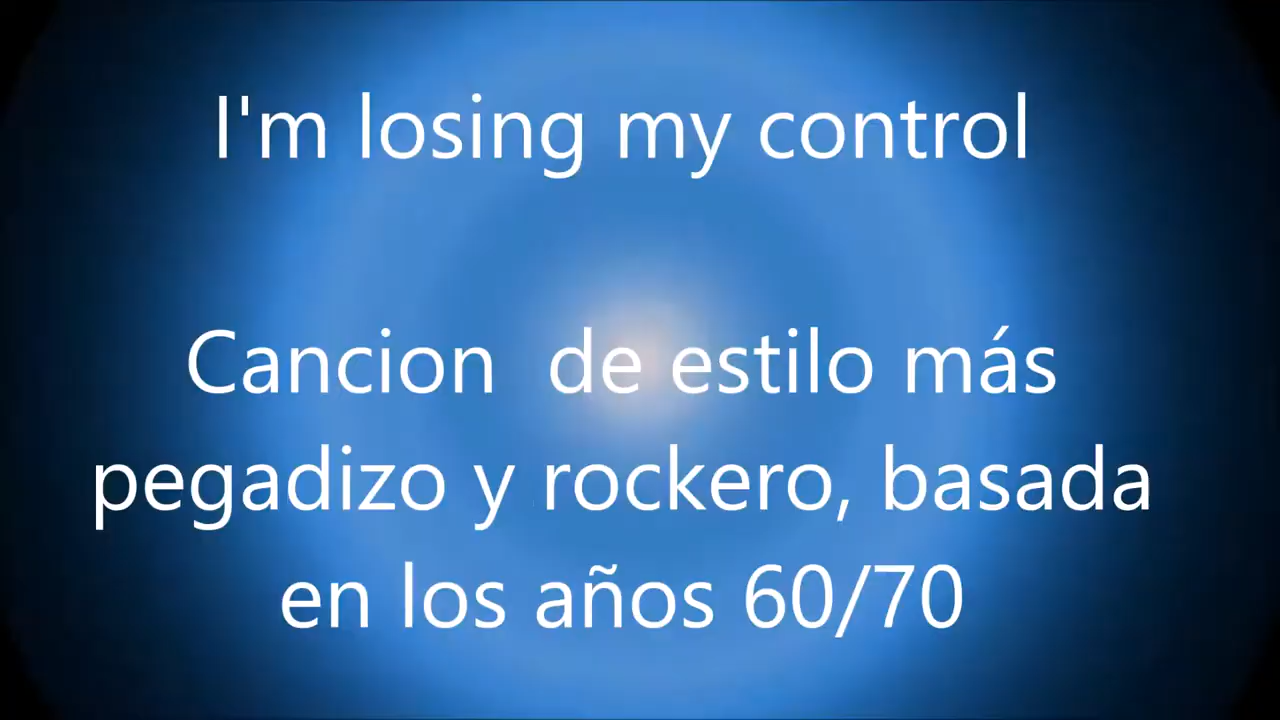 I'm losing my control
Cancion  de estilo más
pegadizo y rockero, basada
en los años 60/70